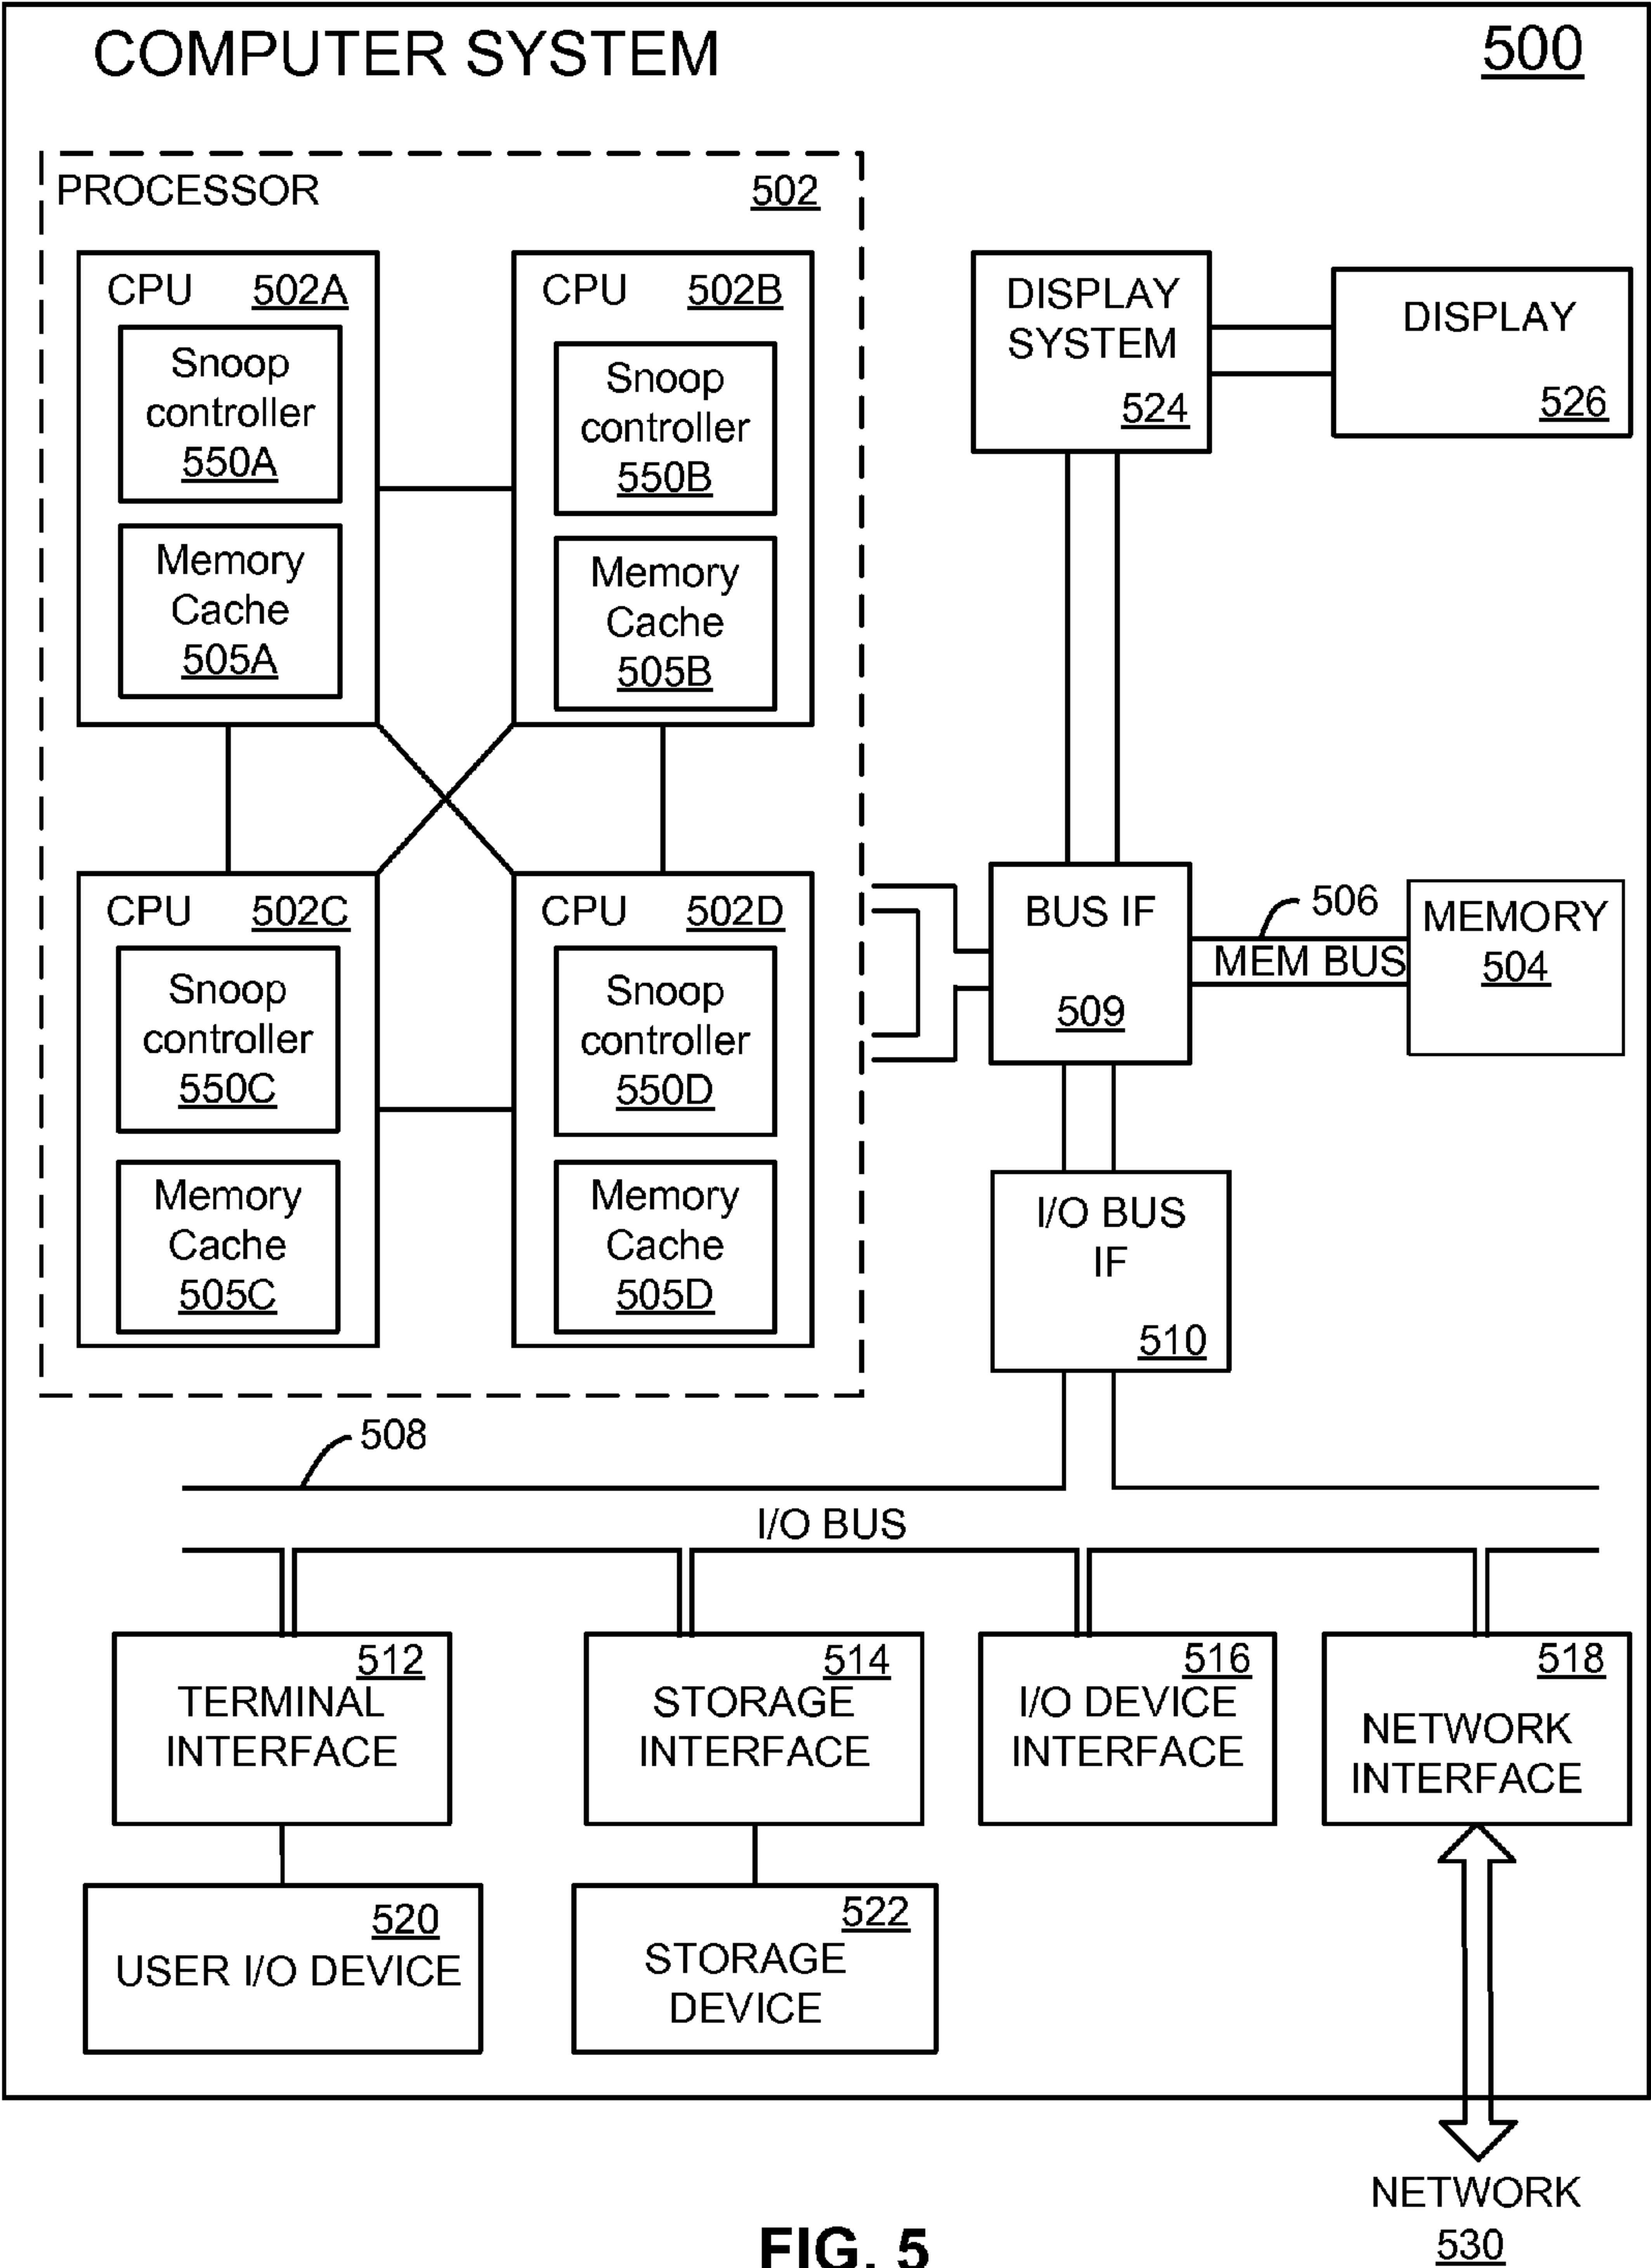 COMPUTER SYSTEM
500
PROCESSOR
502
CPU 502A
Snoop
controller
550A
Memory
Cache
505A
CPU 502B
Snoop
controller
550B
Memory
Cache
505B
CPU 502C
Snoop
controller
550C
Memory
Cache
505C
CPU 502D
Snoop
controller
550D
Memory
Cache
505D
DISPLAY
SYSTEM
524
DISPLAY
526
BUS IF
509
506
MEM BUS
MEMORY
504
I/O BUS
IF
510
508
I/O BUS
512
TERMINAL
INTERFACE
514
STORAGE
INTERFACE
516
I/O DEVICE
INTERFACE
518
NETWORK
INTERFACE
520
USER I/O DEVICE
522
STORAGE
DEVICE
NETWORK
530
FIG. 5